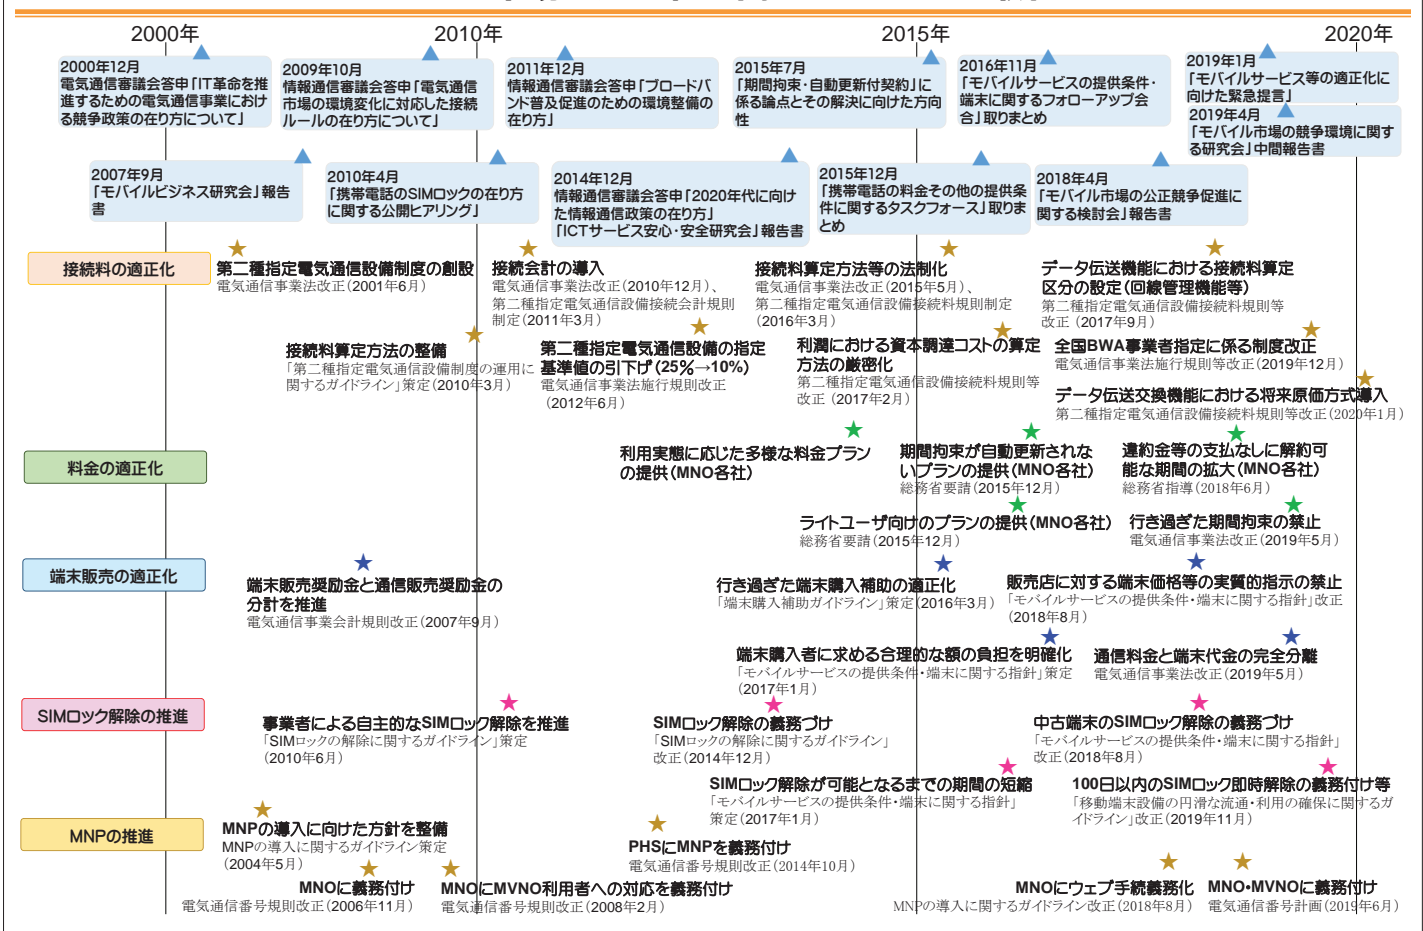 2000年
2010年
2015年
2020年
2000年12月
電気通信審議会答申「IT革命を推
進するための電気通信事業におけ
る競争政策の在り方について」
2009年10月
情報通信審議会答申「電気通信
市場の環境変化に対応した接続
ルールの在り方について」
2011年12月
情報通信審議会答申「ブロードバ
ンド普及促進のための環境整備の
在り方」
2015年7月
「期間拘束・自動更新付契約」に
係る論点とその解決に向けた方向
性
2016年11月
「モバイルサービスの提供条件・
端末に関するフォローアップ会
合」取りまとめ
2019年1月
「モバイルサービス等の適正化に
向けた緊急提言」
2019年4月
「モバイル市場の競争環境に関す
る研究会」中間報告書
2007年9月
「モバイルビジネス研究会」報告
書
2010年4月
「携帯電話のSIMロックの在り方
に関する公開ヒアリング」
2014年12月
情報通信審議会答申「2020年代に向け
た情報通信政策の在り方」
「ICTサービス安心・安全研究会」報告書
2015年12月
「携帯電話の料金その他の提供条
件に関するタスクフォース」取りま
とめ
2018年4月
「モバイル市場の公正競争促進に
関する検討会」報告書
接続料の適正化
第二種指定電気通信設備制度の創設
電気通信事業法改正(2001年6月)
接続会計の導入
電気通信事業法改正(2010年12月)、
第二種指定電気通信設備接続会計規則
制定(2011年3月)
接続料算定方法等の法制化
電気通信事業法改正(2015年5月)、
第二種指定電気通信設備接続料規則制定
(2016年3月)
データ伝送機能における接続料算定
区分の設定(回線管理機能等)
第二種指定電気通信設備接続料規則等
改正 (2017年9月)
接続料算定方法の整備
「第二種指定電気通信設備制度の運用に
関するガイドライン」策定(2010年3月)
第二種指定電気通信設備の指定
基準値の引下げ(25%→10%)
電気通信事業法施行規則改正
(2012年6月)
利潤における資本調達コストの算定
方法の厳密化
第二種指定電気通信設備接続料規則等
改正 (2017年2月)
全国BWA事業者指定に係る制度改正
電気通信事業法施行規則等改正(2019年12月)
データ伝送交換機能における将来原価方式導入
第二種指定電気通信設備接続料規則等改正(2020年1月)
料金の適正化
利用実態に応じた多様な料金プラン
の提供(MNO各社)
期間拘束が自動更新されな
いプランの提供(MNO各社)
総務省要請(2015年12月)
違約金等の支払なしに解約可
能な期間の拡大(MNO各社)
総務省指導(2018年6月)
ライトユーザ向けのプランの提供(MNO各社)
総務省要請(2015年12月)
行き過ぎた期間拘束の禁止
電気通信事業法改正(2019年5月)
端末販売の適正化
端末販売奨励金と通信販売奨励金の
分計を推進
電気通信事業会計規則改正(2007年9月)
行き過ぎた端末購入補助の適正化
「端末購入補助ガイドライン」策定(2016年3月)
販売店に対する端末価格等の実質的指示の禁止
「モバイルサービスの提供条件・端末に関する指針」改正
(2018年8月)
端末購入者に求める合理的な額の負担を明確化
「モバイルサービスの提供条件・端末に関する指針」策定
(2017年1月)
通信料金と端末代金の完全分離
電気通信事業法改正(2019年5月)
SIMロック解除の推進
事業者による自主的なSIMロック解除を推進
「SIMロックの解除に関するガイドライン」策定
(2010年6月)
SIMロック解除の義務づけ
「SIMロックの解除に関するガイドライン」
改正(2014年12月)
中古端末のSIMロック解除の義務づけ
「モバイルサービスの提供条件・端末に関する指針」
改正(2018年8月)
SIMロック解除が可能となるまでの期間の短縮
「モバイルサービスの提供条件・端末に関する指針」
策定(2017年1月)
100日以内のSIMロック即時解除の義務付け等
「移動端末設備の円滑な流通・利用の確保に関するガ
イドライン」改正(2019年11月)
MNPの推進
MNPの導入に向けた方針を整備
MNPの導入に関するガイドライン策定
(2004年5月)
PHSにMNPを義務付け
電気通信番号規則改正(2014年10月)
MNOに義務付け
電気通信番号規則改正(2006年11月)
MNOにMVNO利用者への対応を義務付け
電気通信番号規則改正(2008年2月)
MNOにウェブ手続義務化
MNPの導入に関するガイドライン改正(2018年8月)
MNO・MVNOに義務付け
電気通信番号計画(2019年6月)